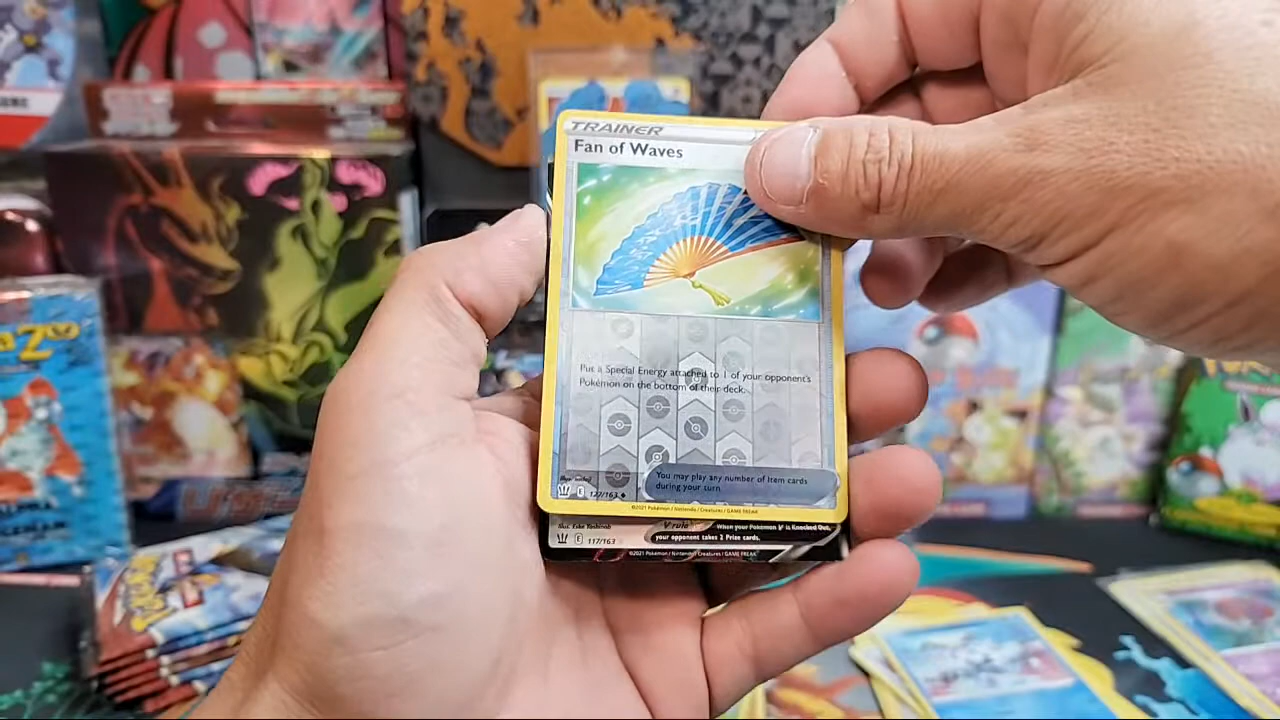 TRAINER
Fan of Waves
Put a Special Energy attached to 1 of your opponent's
Pokémon on the bottom of their deck.
You may play any number of Item cards
during your turn.
E 127/163
©2021 Pokémon / Nintendo / Creatures / GAME FREAK
V rule
When your Pokémon V is Knocked Out,
your opponent takes 2 Prize cards.
E 117/163
©2021 Pokémon / Nintendo / Creatures / GAME FREAK